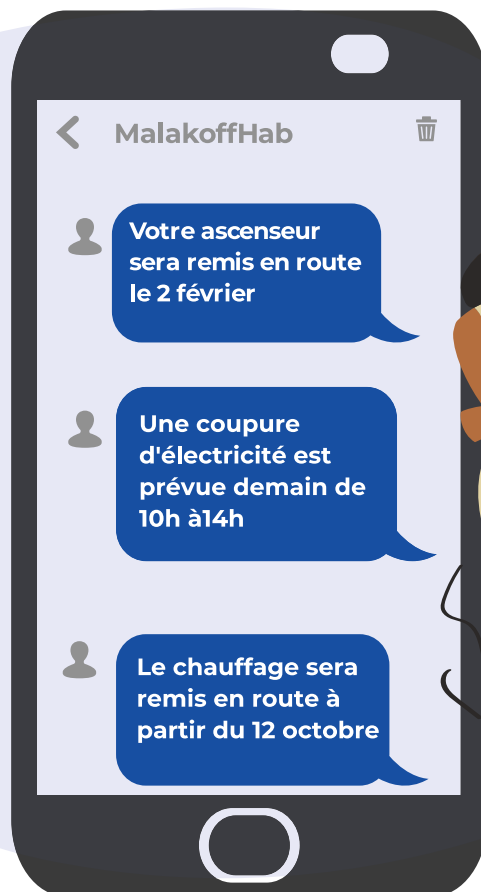 MalakoffHab
Votre ascenseur
sera remis en route
le 2 février
Une coupure
d'électricité est
prévue demain de
10h à14h
Le chauffage sera
remis en route à
partir du 12 octobre